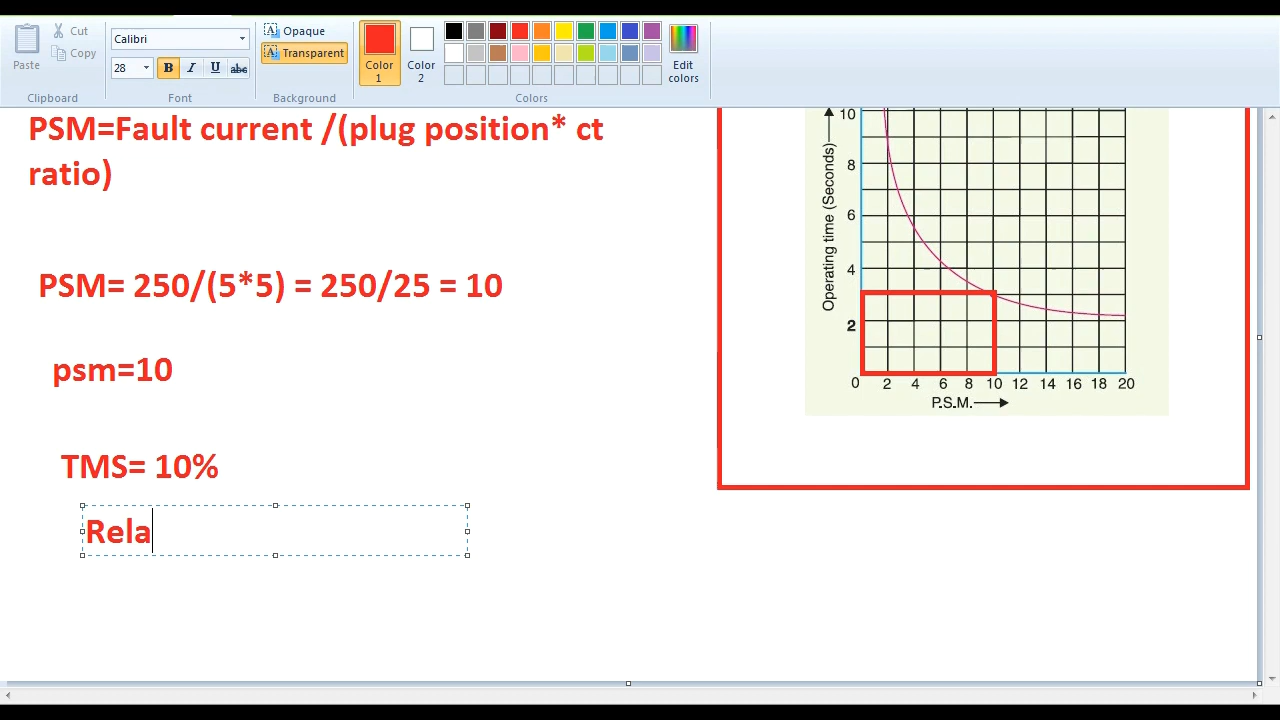 Paste
Cut
Copy
Clipboard
Calibri
28
B I U abc
Font
Opaque
Transparent
Background
Color 1
Color 2
Edit colors
Colors
PSM=Fault current /(plug position* ct
ratio)
PSM= 250/(5*5) = 250/25 = 10
psm=10
TMS= 10%
Rela
Operating time (Seconds)
10
8
6
4
2
0 2 4 6 8 10 12 14 16 18 20
P.S.M.